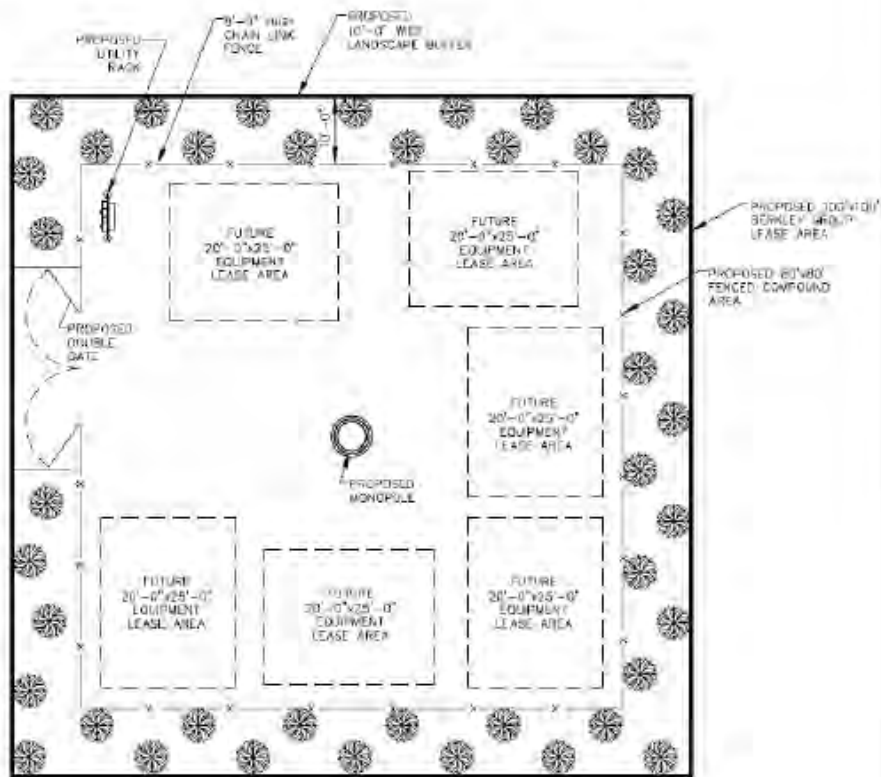 PROPOSED
UTILITY
RACK
8'-0" HIGH
CHAIN LINK
FENCE
PROPOSED
10'-0" WIDE
LANDSCAPE BUFFER
10'-0"
FUTURE
20'-0"x25'-0"
EQUIPMENT
LEASE AREA
FUTURE
20'-0"x25'-0"
EQUIPMENT
LEASE AREA
PROPOSED 100'x100'
BERKLEY GROUP
LEASE AREA
PROPOSED 80'x80'
FENCED COMPOUND
AREA
PROPOSED
DOUBLE
GATE
FUTURE
20'-0"x25'-0"
EQUIPMENT
LEASE AREA
PROPOSED
MONOPOLE
FUTURE
20'-0"x25'-0"
EQUIPMENT
LEASE AREA
FUTURE
20'-0"x25'-0"
EQUIPMENT
LEASE AREA
FUTURE
20'-0"x25'-0"
EQUIPMENT
LEASE AREA